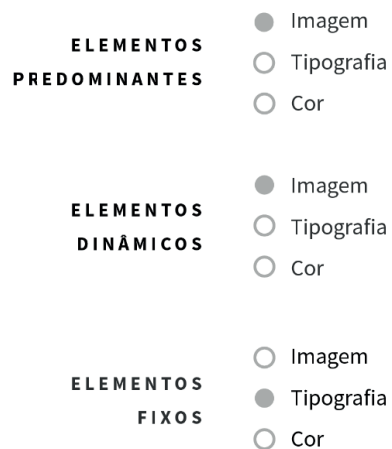 ELEMENTOS
PREDOMINANTES
Imagem
Tipografia
Cor
ELEMENTOS
DINÂMICOS
Imagem
Tipografia
Cor
ELEMENTOS
FIXOS
Imagem
Tipografia
Cor